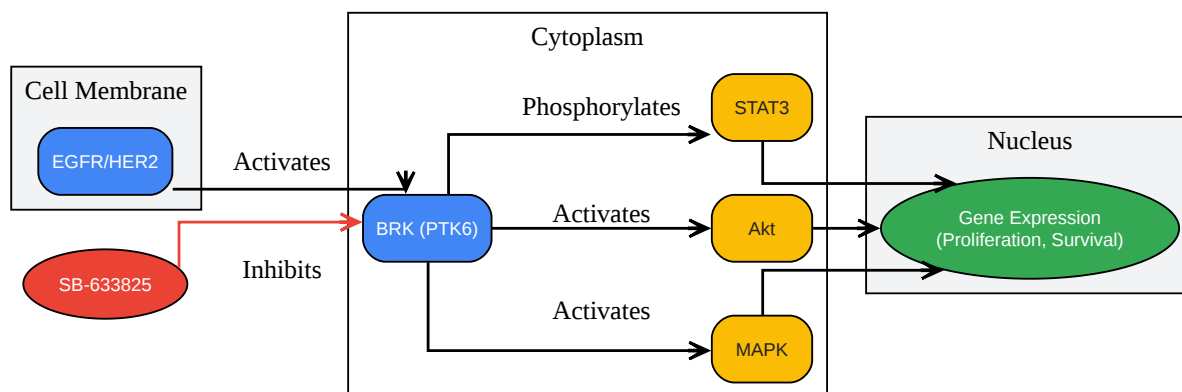 Cytoplasm
Cell Membrane
Phosphorylates
STAT3
Nucleus
EGFR/HER2
Activates
BRK (PTK6)
Activates
Akt
Gene Expression
(Proliferation, Survival)
Inhibits
SB-633825
Activates
MAPK